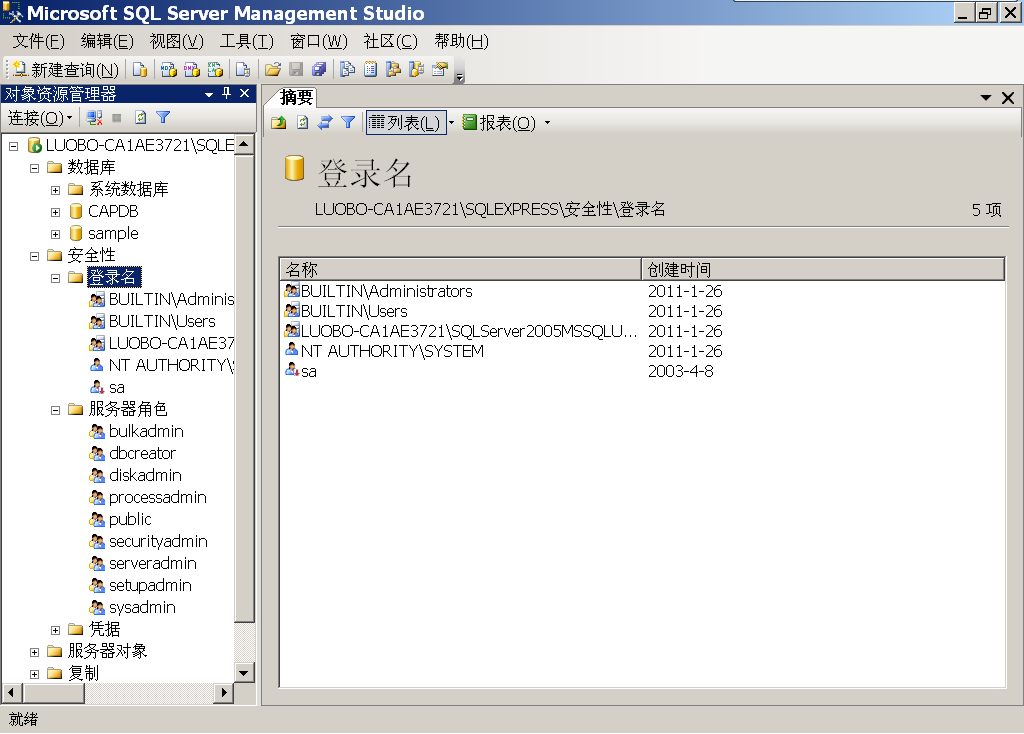 Microsoft SQL Server Management Studio
文件(F) 编辑(E) 视图(V) 工具(T) 窗口(W) 社区(C) 帮助(H)
新建查询(N)
对象资源管理器
连接(O)
LUOBO-CA1AE3721\SQLE
数据库
系统数据库
CAPDB
sample
安全性
登录名
BUILTIN\Adminis
BUILTIN\Users
LUOBO-CA1AE37
NT AUTHORITY\
sa
服务器角色
bulkadmin
dbcreator
diskadmin
processadmin
public
securityadmin
serveradmin
setupadmin
sysadmin
凭据
服务器对象
复制
摘要
列表(L) 报表(O)
登录名
LUOBO-CA1AE3721\SQLEXPRESS\安全性\登录名 5 项
名称 创建时间
BUILTIN\Administrators 2011-1-26
BUILTIN\Users 2011-1-26
LUOBO-CA1AE3721\SQLServer2005MSSQLU... 2011-1-26
NT AUTHORITY\SYSTEM 2011-1-26
sa 2003-4-8
就绪